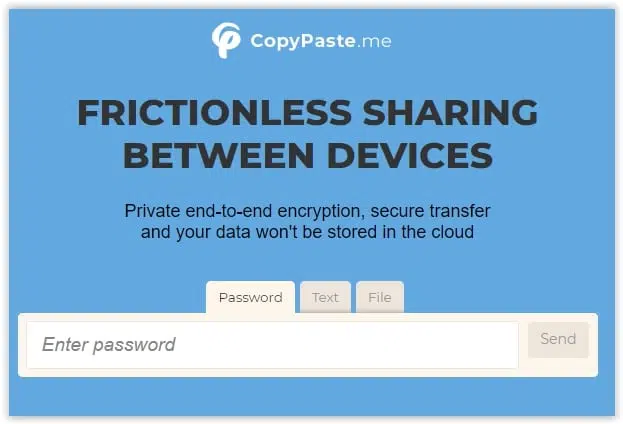 CopyPaste.me
FRICTIONLESS SHARING
BETWEEN DEVICES
Private end-to-end encryption, secure transfer
and your data won't be stored in the cloud
Password Text File
Enter password Send